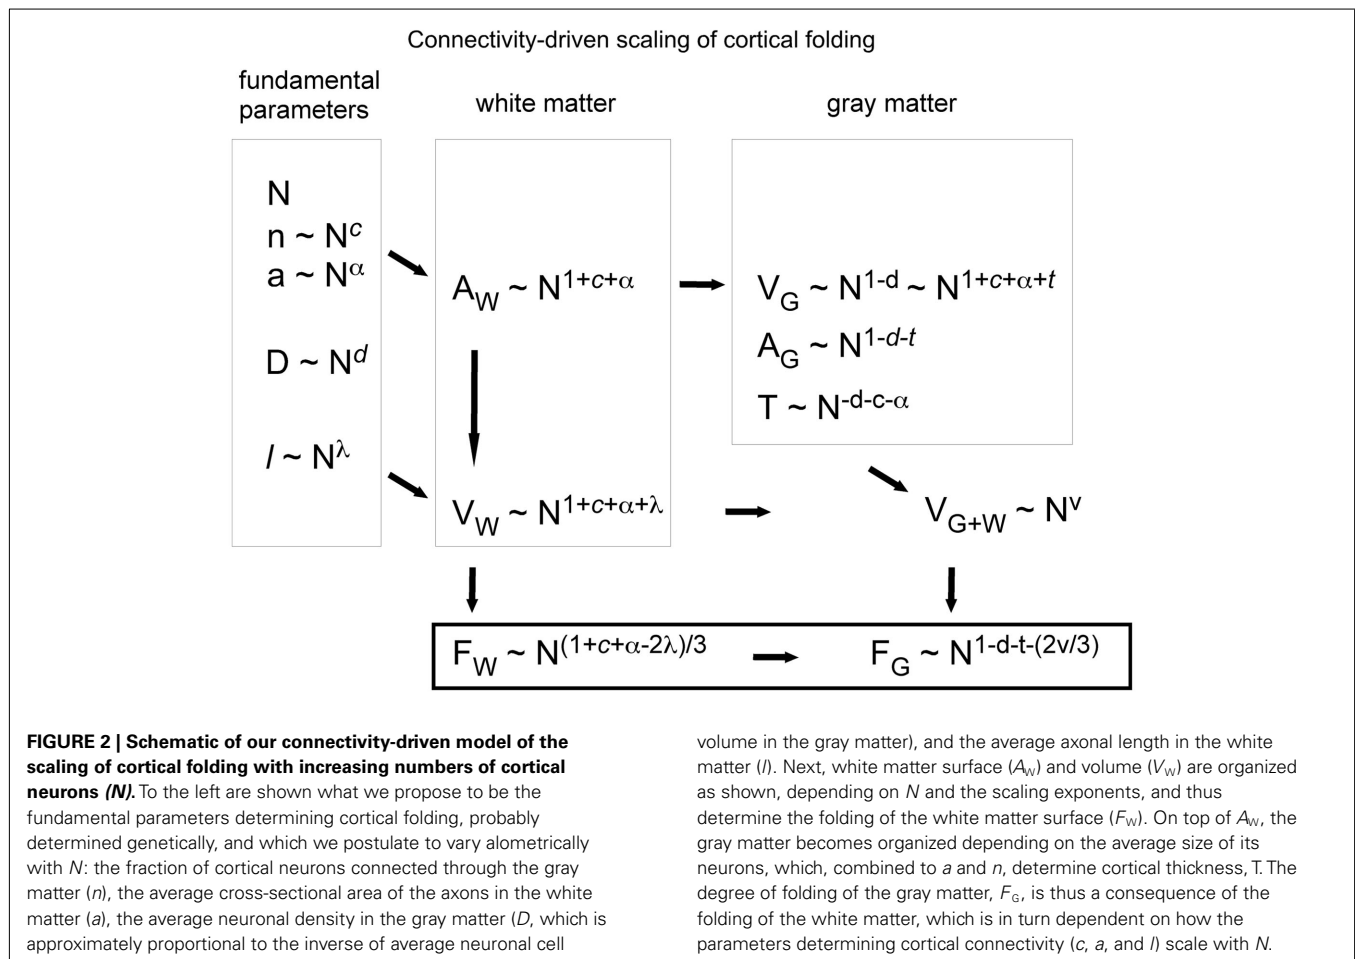 Connectivity-driven scaling of cortical folding
fundamental
parameters
white matter
gray matter
N
n ~ N^c
a ~ N^α
D ~ N^d
l ~ N^λ
A_W ~ N^1+c+α
V_W ~ N^1+c+α+λ
V_G ~ N^1-d ~ N^1+c+α+t
A_G ~ N^1-d-t
T ~ N^-d-c-α
V_G+W ~ N^v
F_W ~ N^(1+c+α-2λ)/3
F_G ~ N^1-d-t-(2v/3)
FIGURE 2 | Schematic of our connectivity-driven model of the
scaling of cortical folding with increasing numbers of cortical
neurons (N). To the left are shown what we propose to be the
fundamental parameters determining cortical folding, probably
determined genetically, and which we postulate to vary alometrically
with N: the fraction of cortical neurons connected through the gray
matter (n), the average cross-sectional area of the axons in the white
matter (a), the average neuronal density in the gray matter (D, which is
approximately proportional to the inverse of average neuronal cell
volume in the gray matter), and the average axonal length in the white
matter (l). Next, white matter surface (A_W) and volume (V_W) are organized
as shown, depending on N and the scaling exponents, and thus
determine the folding of the white matter surface (F_W). On top of A_W, the
gray matter becomes organized depending on the average size of its
neurons, which, combined to a and n, determine cortical thickness, T. The
degree of folding of the gray matter, F_G, is thus a consequence of the
folding of the white matter, which is in turn dependent on how the
parameters determining cortical connectivity (c, a, and l) scale with N.